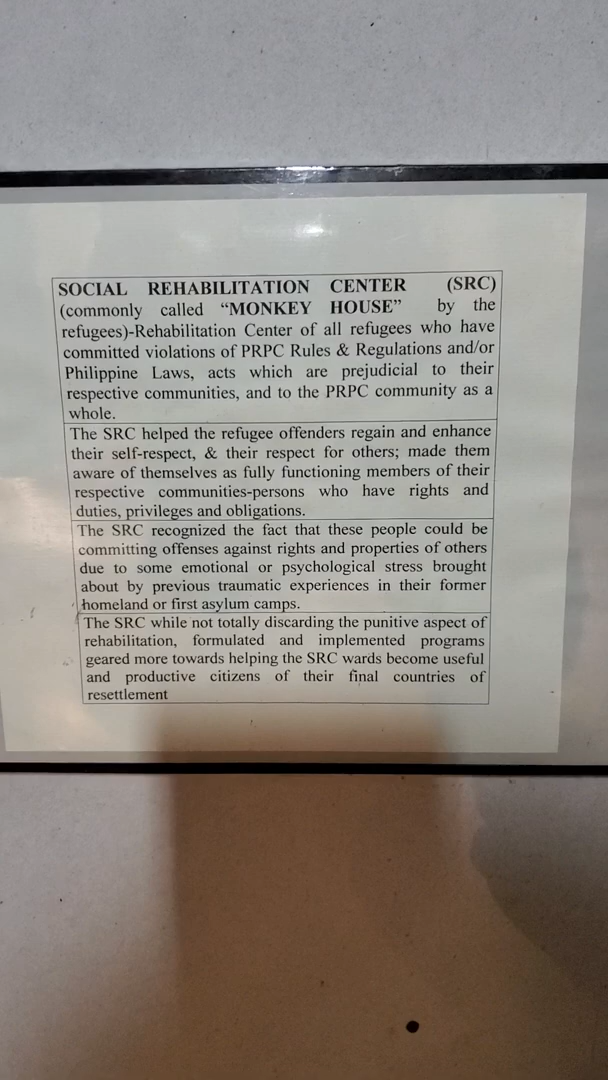 SOCIAL REHABILITATION CENTER (SRC)
(commonly called “MONKEY HOUSE” by the
refugees)-Rehabilitation Center of all refugees who have
committed violations of PRPC Rules & Regulations and/or
Philippine Laws, acts which are prejudicial to their
respective communities, and to the PRPC community as a
whole.
The SRC helped the refugee offenders regain and enhance
their self-respect, & their respect for others; made them
aware of themselves as fully functioning members of their
respective communities-persons who have rights and
duties, privileges and obligations.
The SRC recognized the fact that these people could be
committing offenses against rights and properties of others
due to some emotional or psychological stress brought
about by previous traumatic experiences in their former
homeland or first asylum camps.
The SRC while not totally discarding the punitive aspect of
rehabilitation, formulated and implemented programs
geared more towards helping the SRC wards become useful
and productive citizens of their final countries of
resettlement